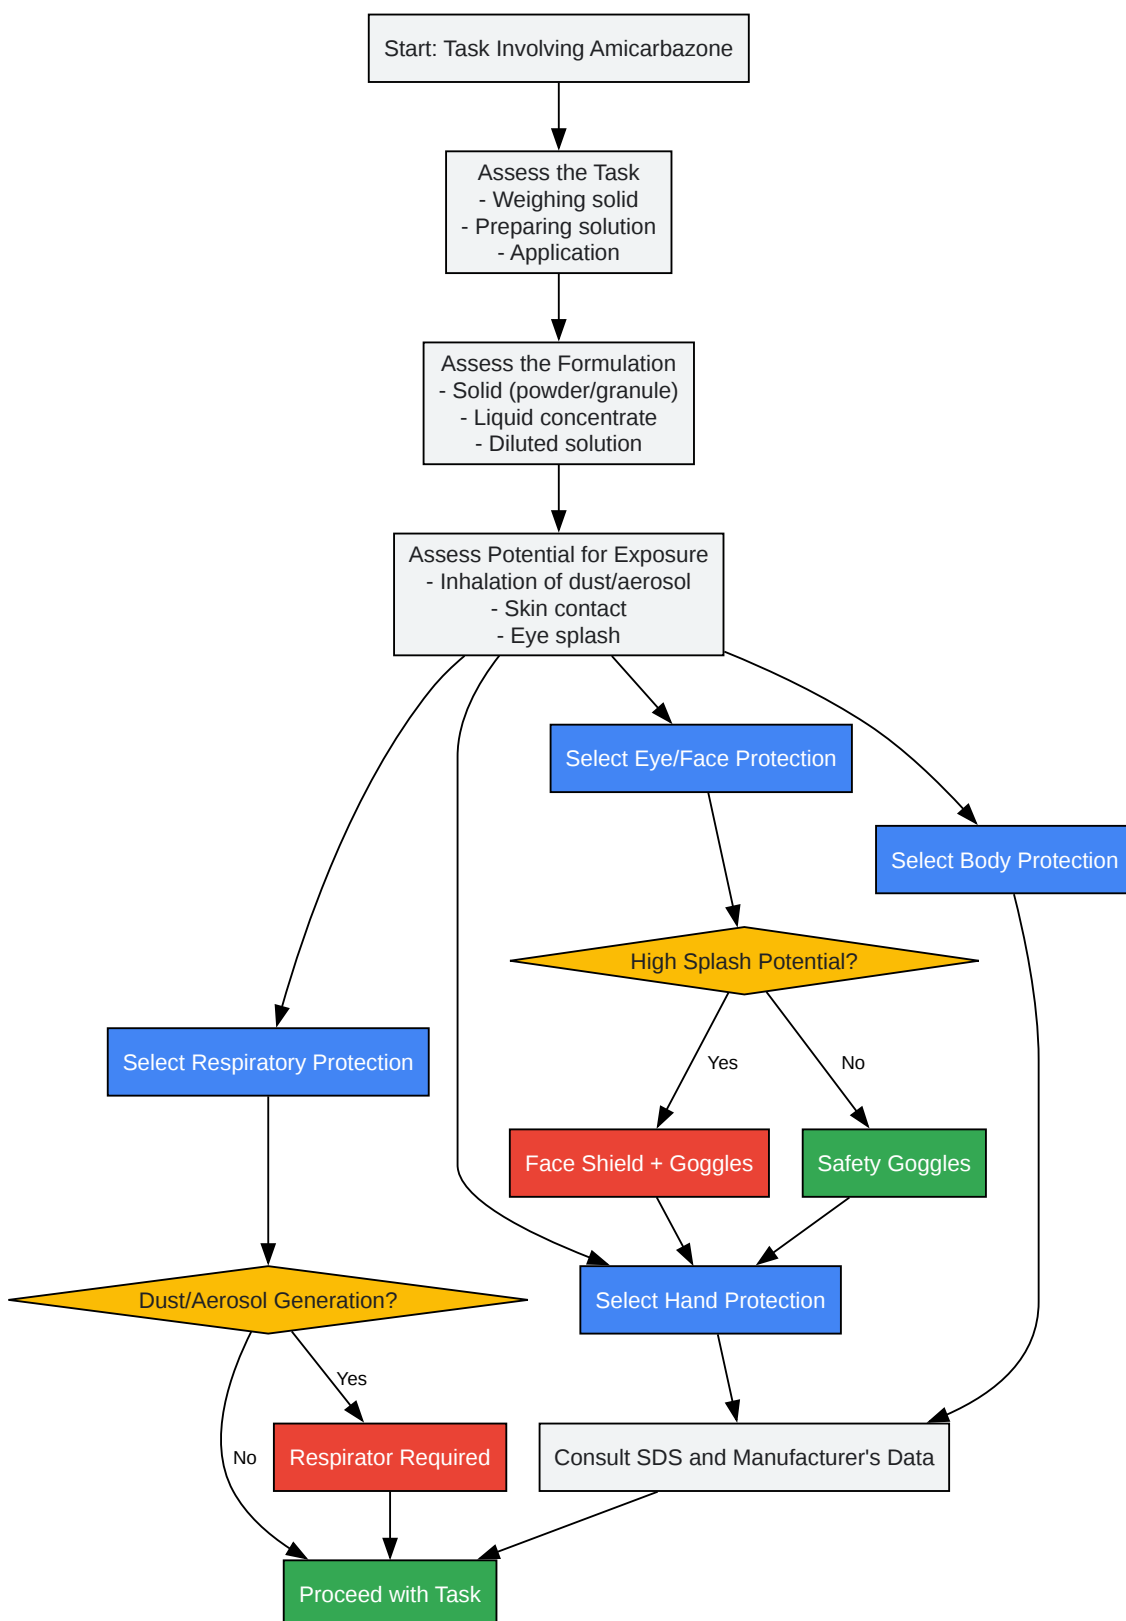 Start: Task Involving Amicarbazone
Assess the Task
- Weighing solid
- Preparing solution
- Application
Assess the Formulation
- Solid (powder/granule)
- Liquid concentrate
- Diluted solution
Assess Potential for Exposure
- Inhalation of dust/aerosol
- Skin contact
- Eye splash
Select Eye/Face Protection
Select Body Protection
High Splash Potential?
Select Respiratory Protection
Yes
No
Face Shield + Goggles
Safety Goggles
Select Hand Protection
Dust/Aerosol Generation?
Yes
No
Respirator Required
Consult SDS and Manufacturer's Data
Proceed with Task